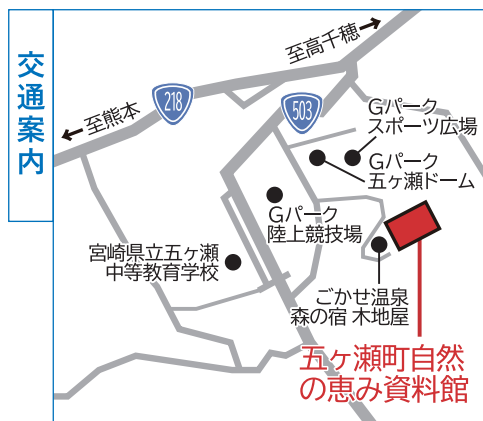 交通案内
至高千穂
218
至熊本
503
Gパーク
スポーツ広場
Gパーク
五ヶ瀬ドーム
Gパーク
陸上競技場
宮崎県立五ヶ瀬
中等教育学校
ごかせ温泉
森の宿 木地屋
五ヶ瀬町自然
の恵み資料館